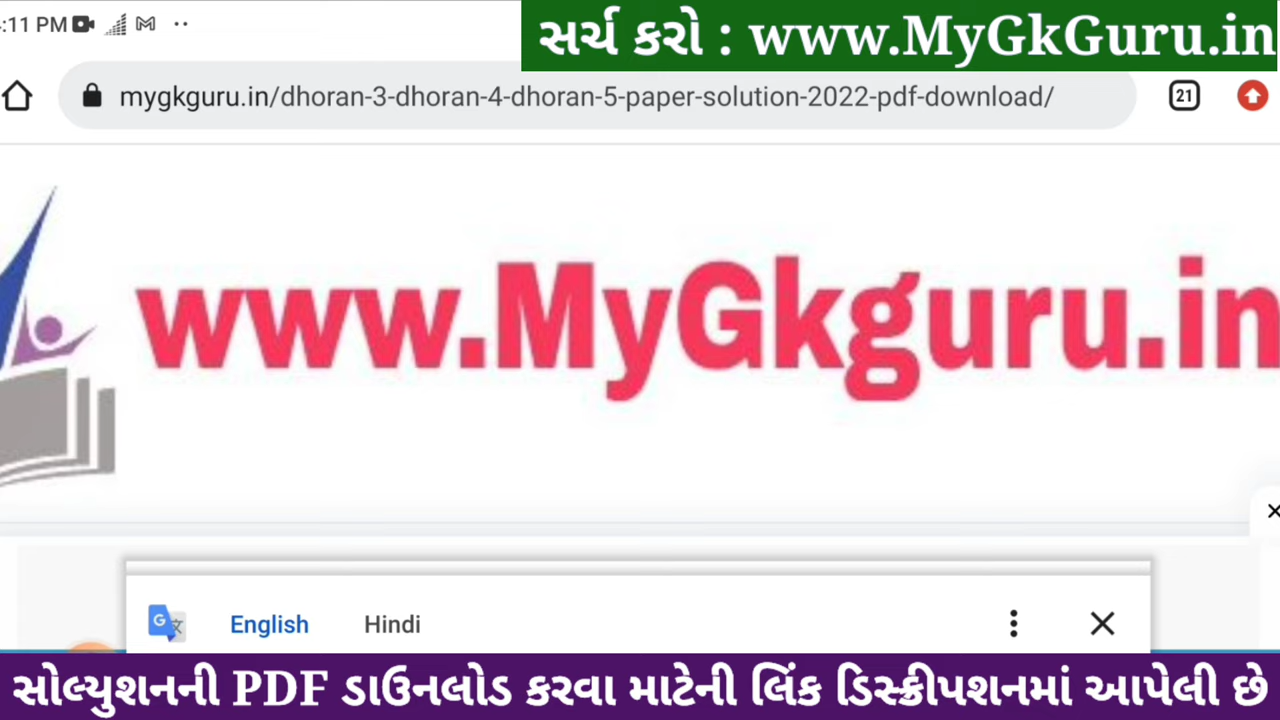 :11 PM
સર્ચ કરો : www.MyGkGuru.in
mygkguru.in/dhoran-3-dhoran-4-dhoran-5-paper-solution-2022-pdf-download/
21
www.MyGkguru.in
English Hindi
સોલ્યુશનની PDF ડાઉનલોડ કરવા માટેની લિંક ડિસ્ક્રીપશનમાં આપેલી છે